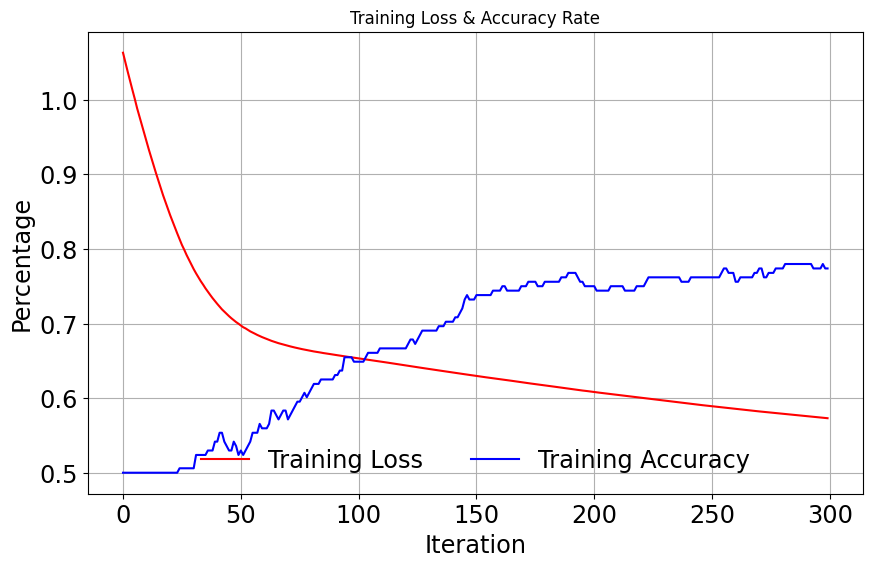 Training Loss & Accuracy Rate
1.0
0.9
0.8
0.7
0.6
0.5
Percentage
Training Loss
Training Accuracy
0 50 100 150 200 250 300
Iteration